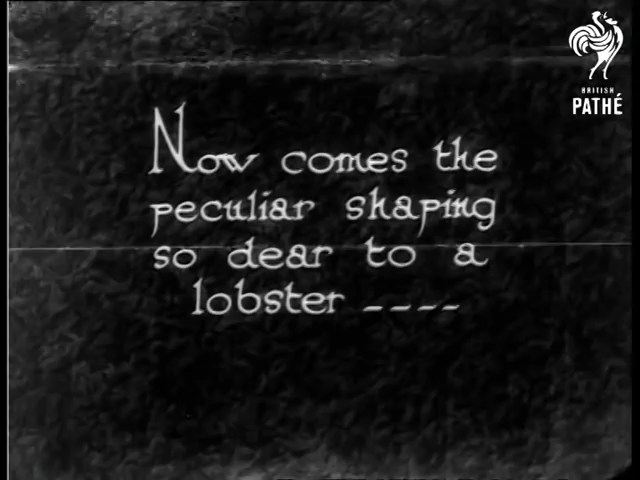 BRITISH
PATHÉ
Now comes the
peculiar shaping
so dear to a
lobster ----